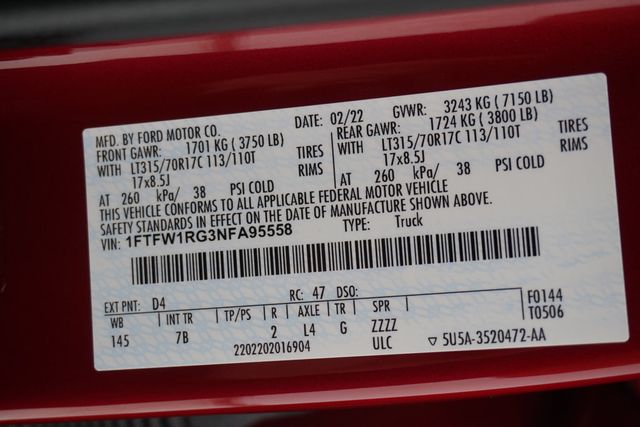 MFD. BY FORD MOTOR CO. DATE: 02/22 GVWR: 3243 KG ( 7150 LB)
FRONT GAWR: 1701 KG ( 3750 LB) REAR GAWR: 1724 KG ( 3800 LB)
WITH LT315/70R17C 113/110T TIRES WITH LT315/70R17C 113/110T TIRES
17x8.5J RIMS 17x8.5J RIMS
AT 260 kPa/ 38 PSI COLD AT 260 kPa/ 38 PSI COLD
THIS VEHICLE CONFORMS TO ALL APPLICABLE FEDERAL MOTOR VEHICLE
SAFETY STANDARDS IN EFFECT ON THE DATE OF MANUFACTURE SHOWN ABOVE.
VIN: 1FTFW1RG3NFA95558 TYPE: Truck
EXT PNT: D4 RC: 47 DSO:
WB INT TR TP/PS R AXLE TR SPR F0144
145 7B 2 L4 G ZZZZ T0506
2202202016904 ULC ▽ 5U5A-3520472-AA